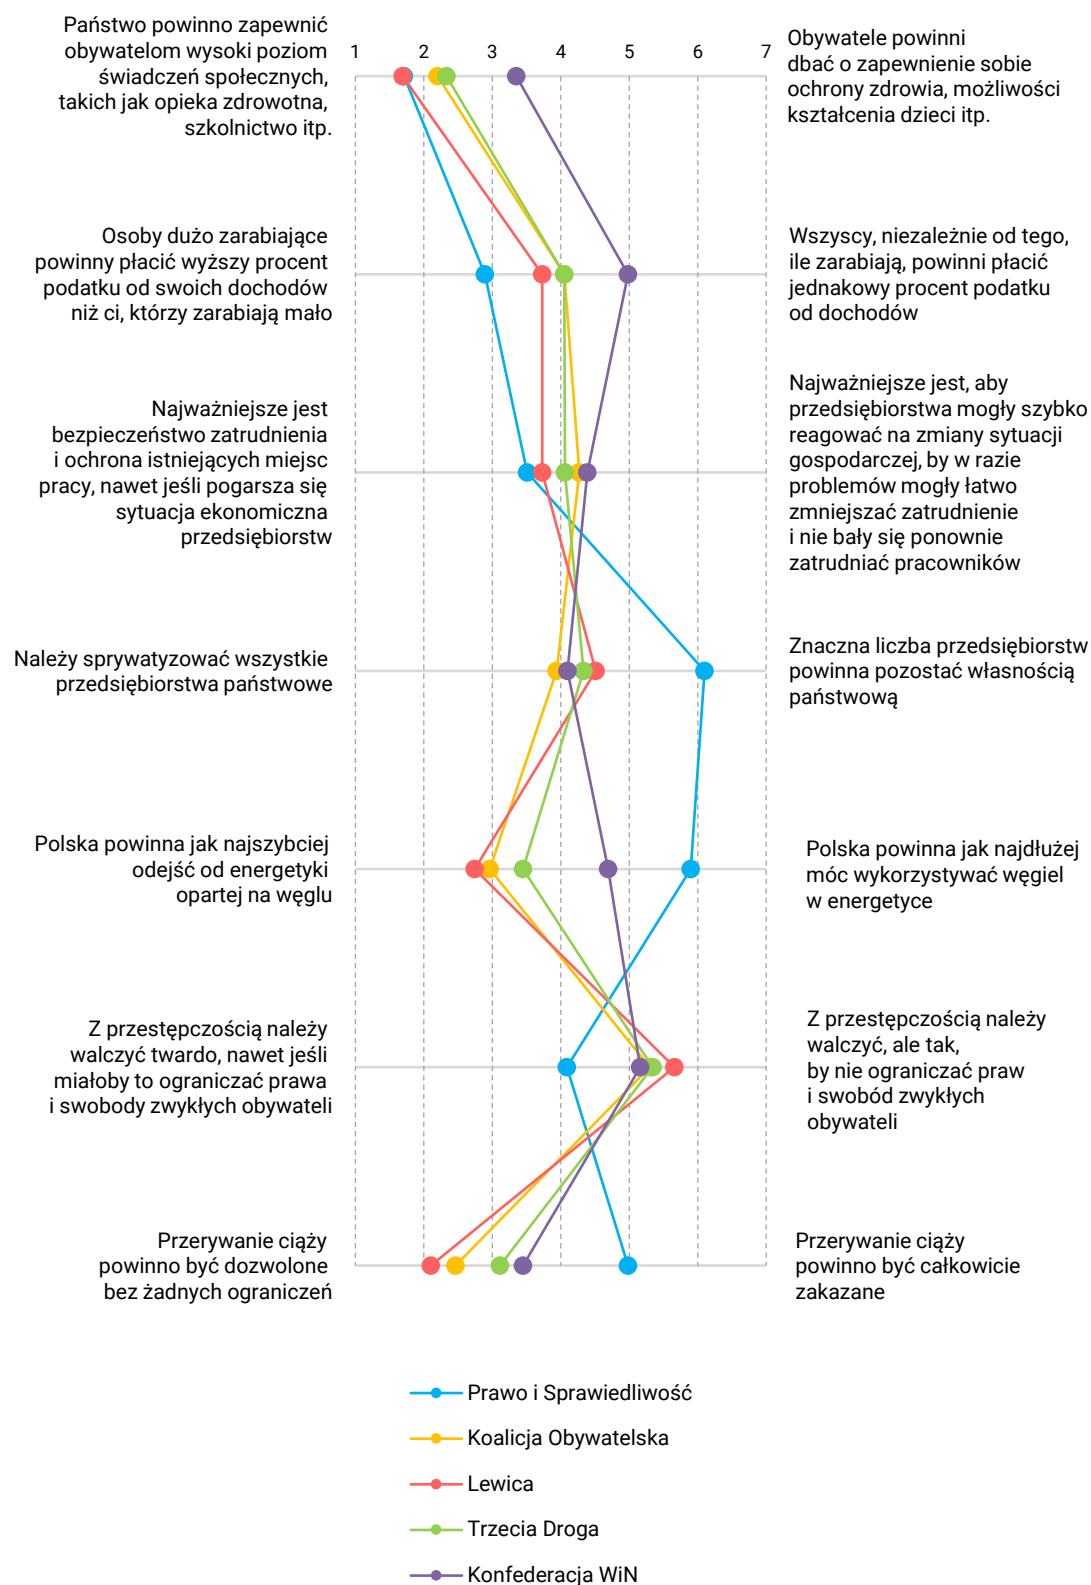 Państwo powinno zapewnić
obywatelom wysoki poziom
świadczeń społecznych,
takich jak opieka zdrowotna,
szkolnictwo itp.
1 2 3 4 5 6 7
Obywatele powinni
dbać o zapewnienie sobie
ochrony zdrowia, możliwości
kształcenia dzieci itp.
Osoby dużo zarabiające
powinny płacić wyższy procent
podatku od swoich dochodów
niż ci, którzy zarabiają mało
Wszyscy, niezależnie od tego,
ile zarabiają, powinni płacić
jednakowy procent podatku
od dochodów
Najważniejsze jest
bezpieczeństwo zatrudnienia
i ochrona istniejących miejsc
pracy, nawet jeśli pogarsza się
sytuacja ekonomiczna
przedsiębiorstw
Najważniejsze jest, aby
przedsiębiorstwa mogły szybko
reagować na zmiany sytuacji
gospodarczej, by w razie
problemów mogły łatwo
zmniejszać zatrudnienie
i nie bały się ponownie
zatrudniać pracowników
Należy sprywatyzować wszystkie
przedsiębiorstwa państwowe
Znaczna liczba przedsiębiorstw
powinna pozostać własnością
państwową
Polska powinna jak najszybciej
odejść od energetyki
opartej na węglu
Polska powinna jak najdłużej
móc wykorzystywać węgiel
w energetyce
Z przestępczością należy
walczyć twardo, nawet jeśli
miałoby to ograniczać prawa
i swobody zwykłych obywateli
Z przestępczością należy
walczyć, ale tak,
by nie ograniczać praw
i swobód zwykłych
obywateli
Przerywanie ciąży
powinno być dozwolone
bez żadnych ograniczeń
Przerywanie ciąży
powinno być całkowicie
zakazane
Prawo i Sprawiedliwość
Koalicja Obywatelska
Lewica
Trzecia Droga
Konfederacja WiN